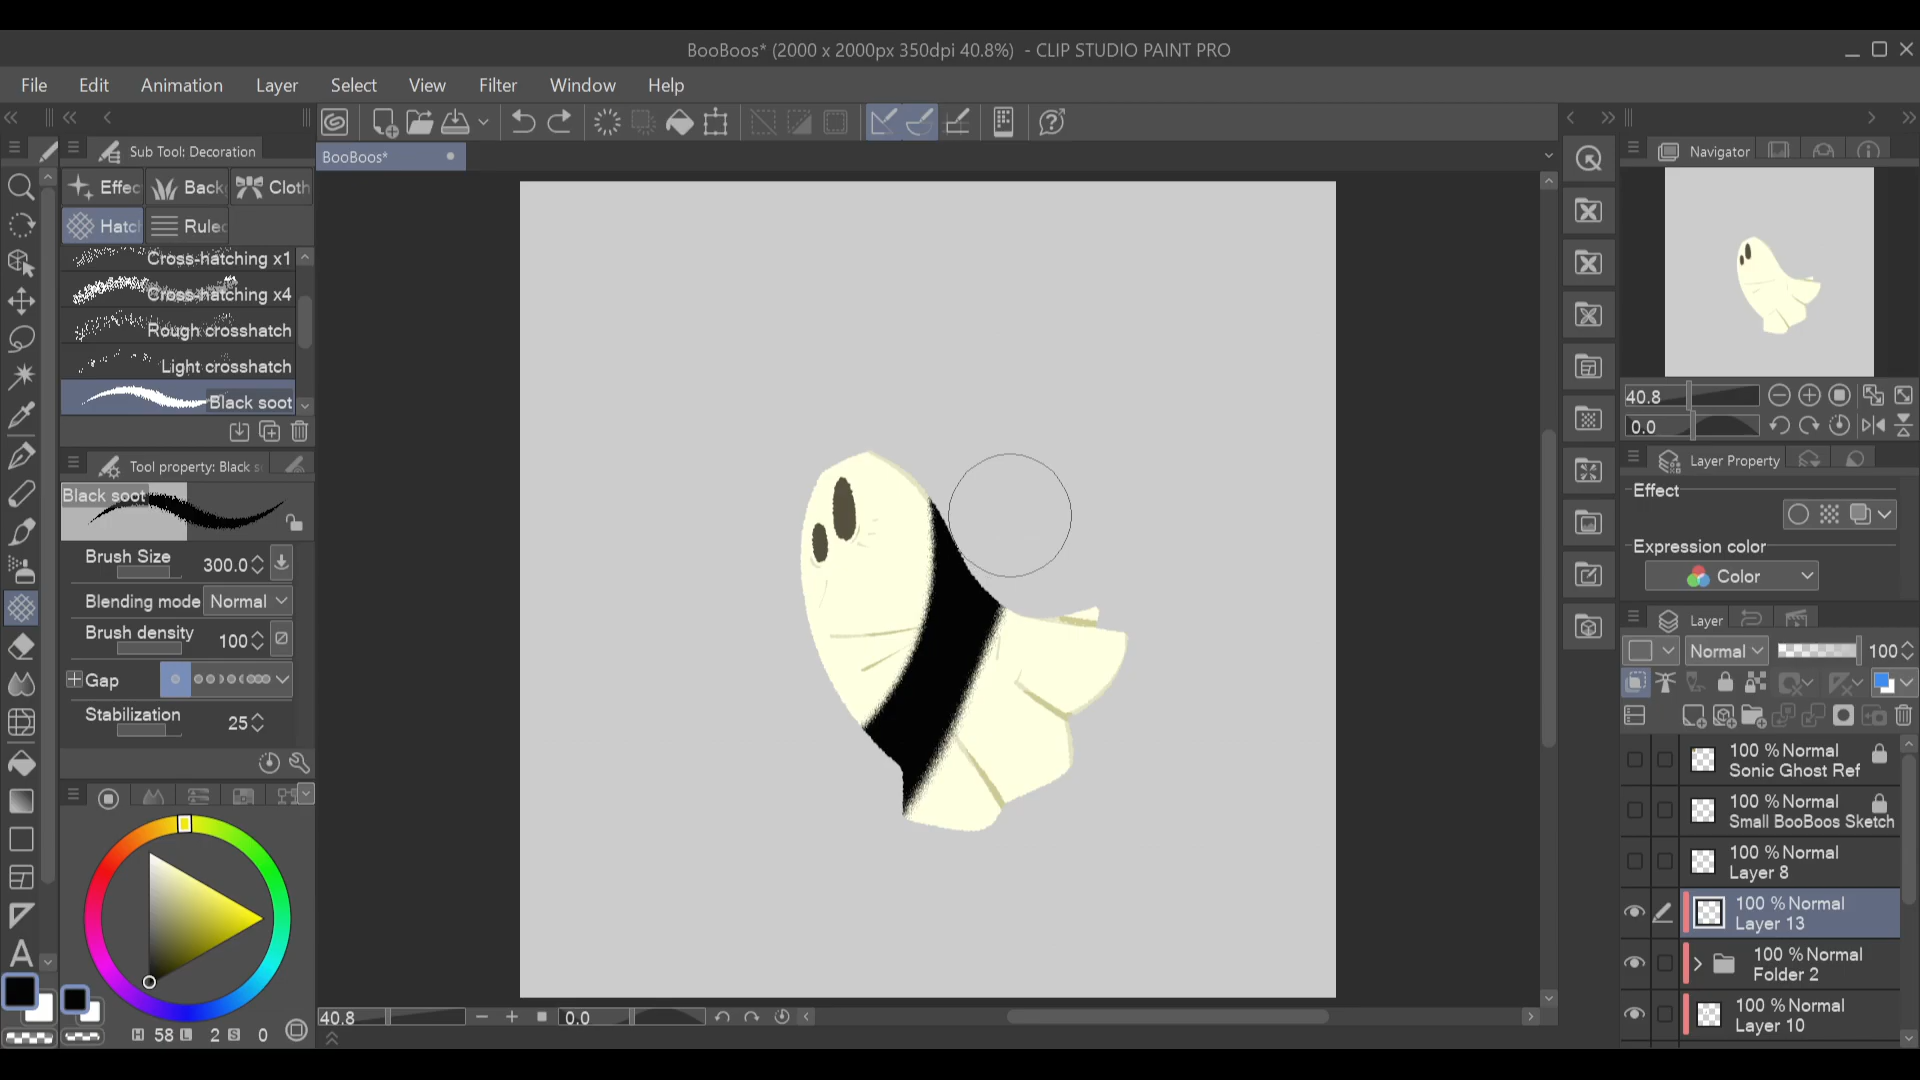 BooBoos* (2000 x 2000px 350dpi 40.8%) - CLIP STUDIO PAINT PRO
File Edit Animation Layer Select View Filter Window Help
Sub Tool: Decoration
BooBoos*
Navigator
Effec Back Cloth
Hatc Rulec
Cross-hatching x1
Cross-hatching x4
Rough crosshatch
Light crosshatch
Black soot
40.8
0.0
Tool property: Black s
Layer Property
Black soot
Effect
Expression color
Color
Brush Size 300.0
Blending mode Normal
Brush density 100
Gap
Stabilization 25
Layer
Normal 100
100 % Normal
Sonic Ghost Ref
100 % Normal
Small BooBoos Sketch
100 % Normal
Layer 8
100 % Normal
Layer 13
100 % Normal
Folder 2
100 % Normal
Layer 10
A
40.8 0.0
H 58 L 2 S 0